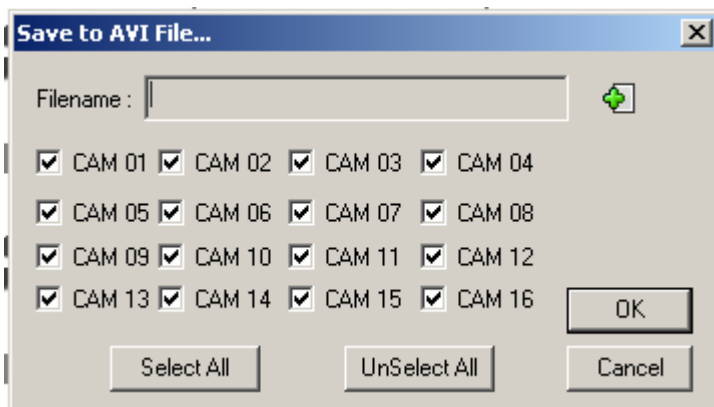 Save to AVI File...
Filename :
CAM 01 CAM 02 CAM 03 CAM 04
CAM 05 CAM 06 CAM 07 CAM 08
CAM 09 CAM 10 CAM 11 CAM 12
CAM 13 CAM 14 CAM 15 CAM 16
OK
Select All UnSelect All Cancel